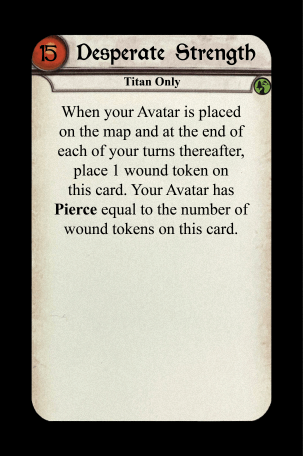 15 Desperate Strength
Titan Only
When your Avatar is placed
on the map and at the end of
each of your turns thereafter,
place 1 wound token on
this card. Your Avatar has
Pierce equal to the number of
wound tokens on this card.